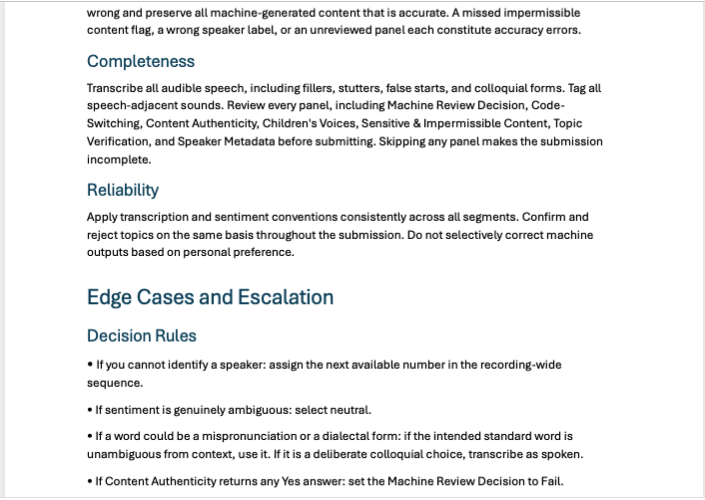 wrong and preserve all machine-generated content that is accurate. A missed impermissible
content flag, a wrong speaker label, or an unreviewed panel each constitute accuracy errors.
Completeness
Transcribe all audible speech, including fillers, stutters, false starts, and colloquial forms. Tag all
speech-adjacent sounds. Review every panel, including Machine Review Decision, Code-
Switching, Content Authenticity, Children's Voices, Sensitive & Impermissible Content, Topic
Verification, and Speaker Metadata before submitting. Skipping any panel makes the submission
incomplete.
Reliability
Apply transcription and sentiment conventions consistently across all segments. Confirm and
reject topics on the same basis throughout the submission. Do not selectively correct machine
outputs based on personal preference.
Edge Cases and Escalation
Decision Rules
• If you cannot identify a speaker: assign the next available number in the recording-wide
sequence.
• If sentiment is genuinely ambiguous: select neutral.
• If a word could be a mispronunciation or a dialectal form: if the intended standard word is
unambiguous from context, use it. If it is a deliberate colloquial choice, transcribe as spoken.
• If Content Authenticity returns any Yes answer: set the Machine Review Decision to Fail.